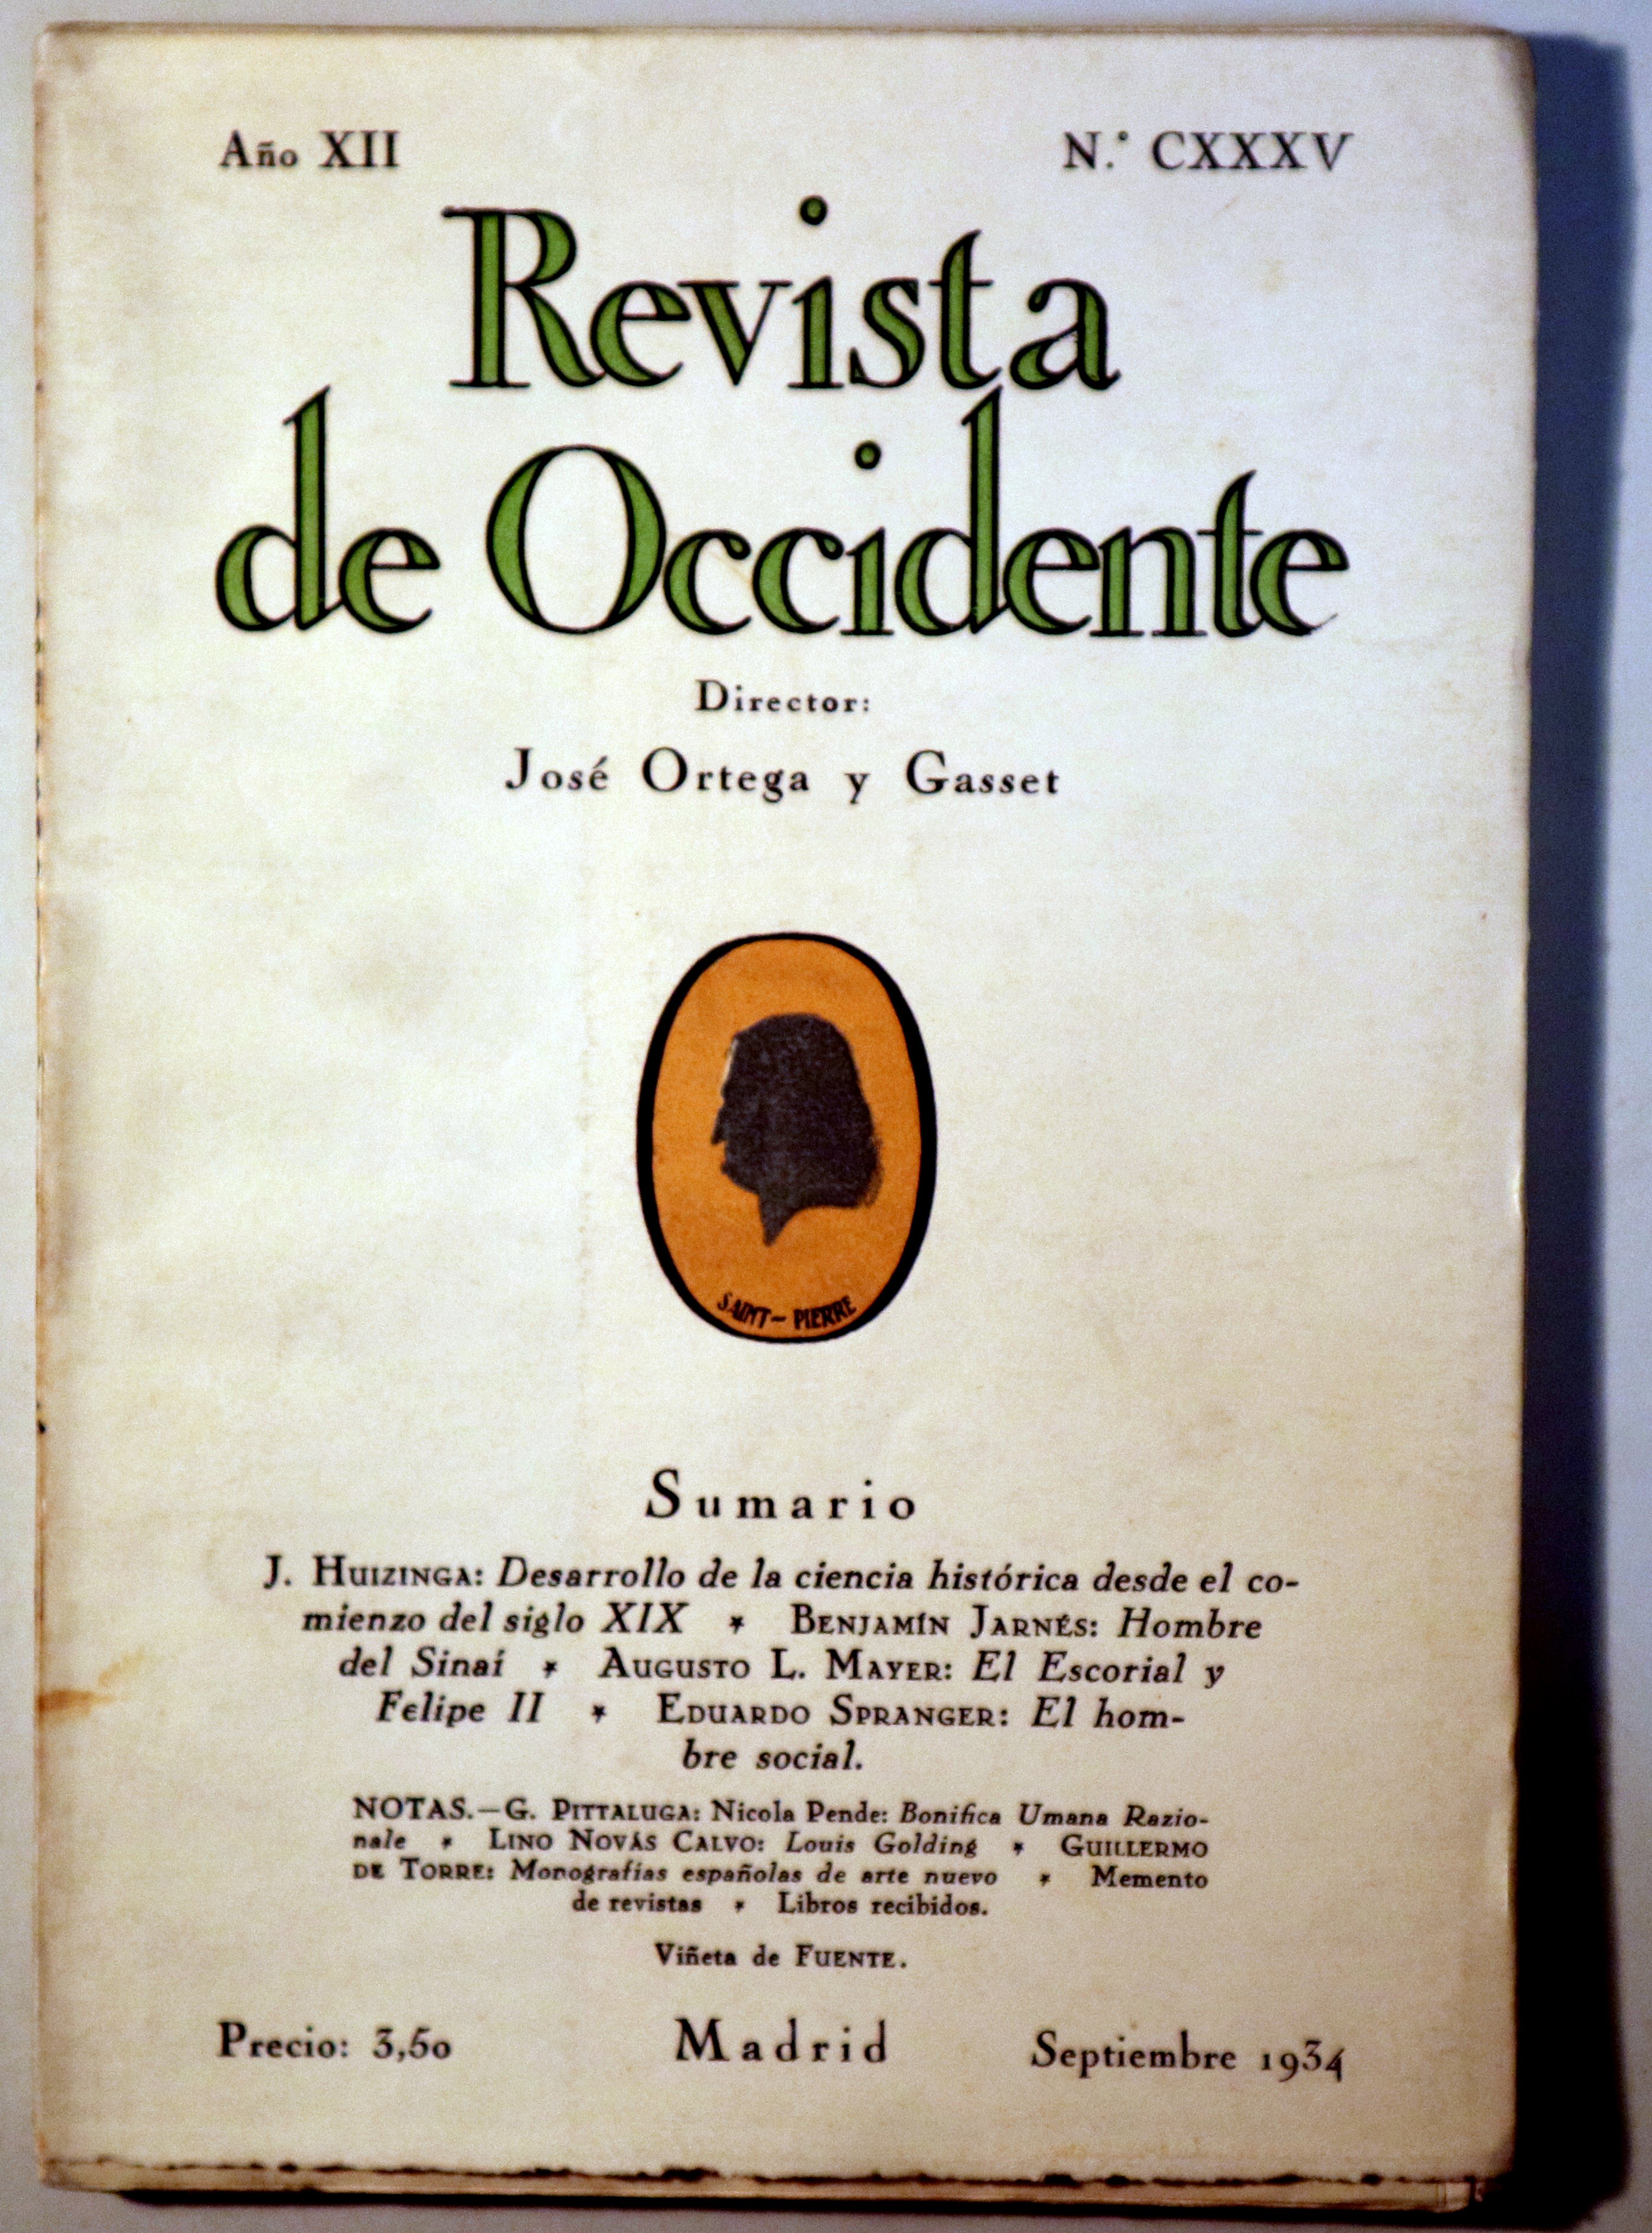 Año XII
N.º CXXXV
Revista
de Occidente
Director:
José Ortega y Gasset
SAINT-PIERRE
Sumario
J. HUIZINGA: Desarrollo de la ciencia histórica desde el co-
mienzo del siglo XIX * BENJAMÍN JARNÉS: Hombre
del Sinaí * AUGUSTO L. MAYER: El Escorial y
Felipe II * EDUARDO SPRANGER: El hom-
bre social.
NOTAS.—G. PITTALUGA: Nicola Pende: Bonifica Umana Razio-
nale * LINO NOVÁS CALVO: Louis Golding * GUILLERMO
DE TORRE: Monografías españolas de arte nuevo * Memento
de revistas * Libros recibidos.
Viñeta de FUENTE.
Precio: 3,50
Madrid
Septiembre 1934